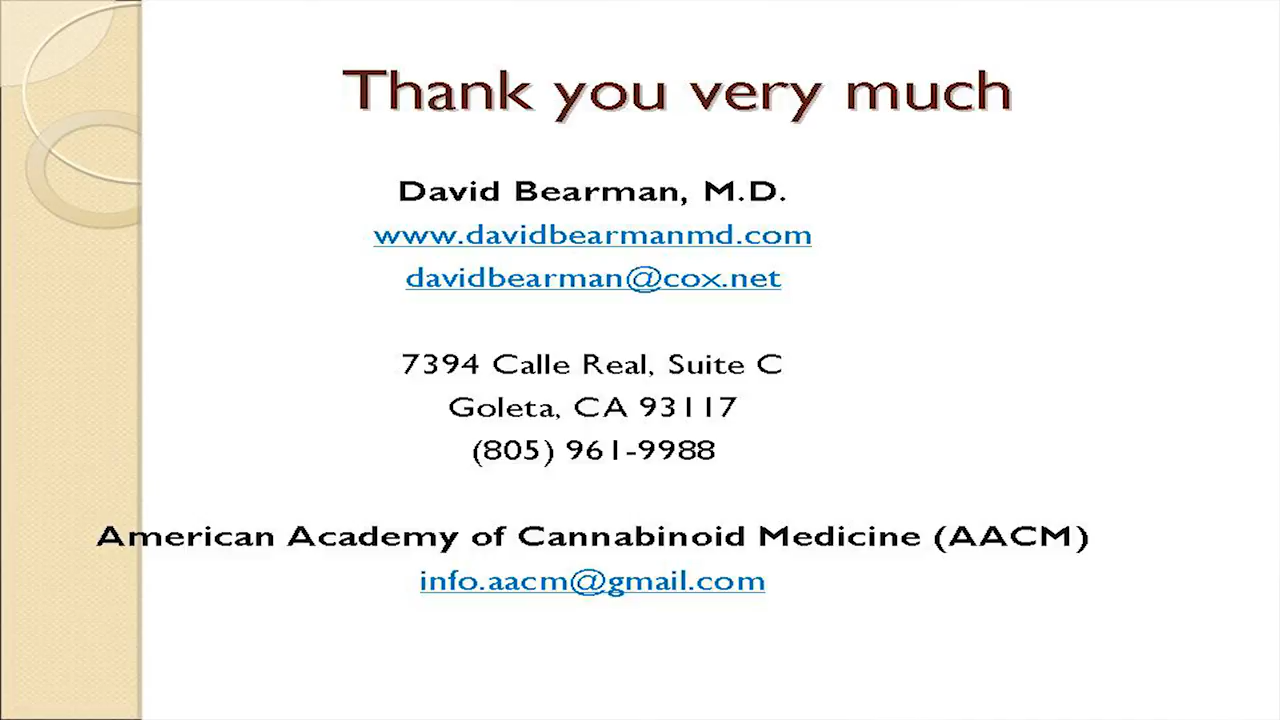 Thank you very much
David Bearman, M.D.
www.davidbearmanmd.com
davidbearman@cox.net
7394 Calle Real, Suite C
Goleta, CA 93117
(805) 961-9988
American Academy of Cannabinoid Medicine (AACM)
info.aacm@gmail.com